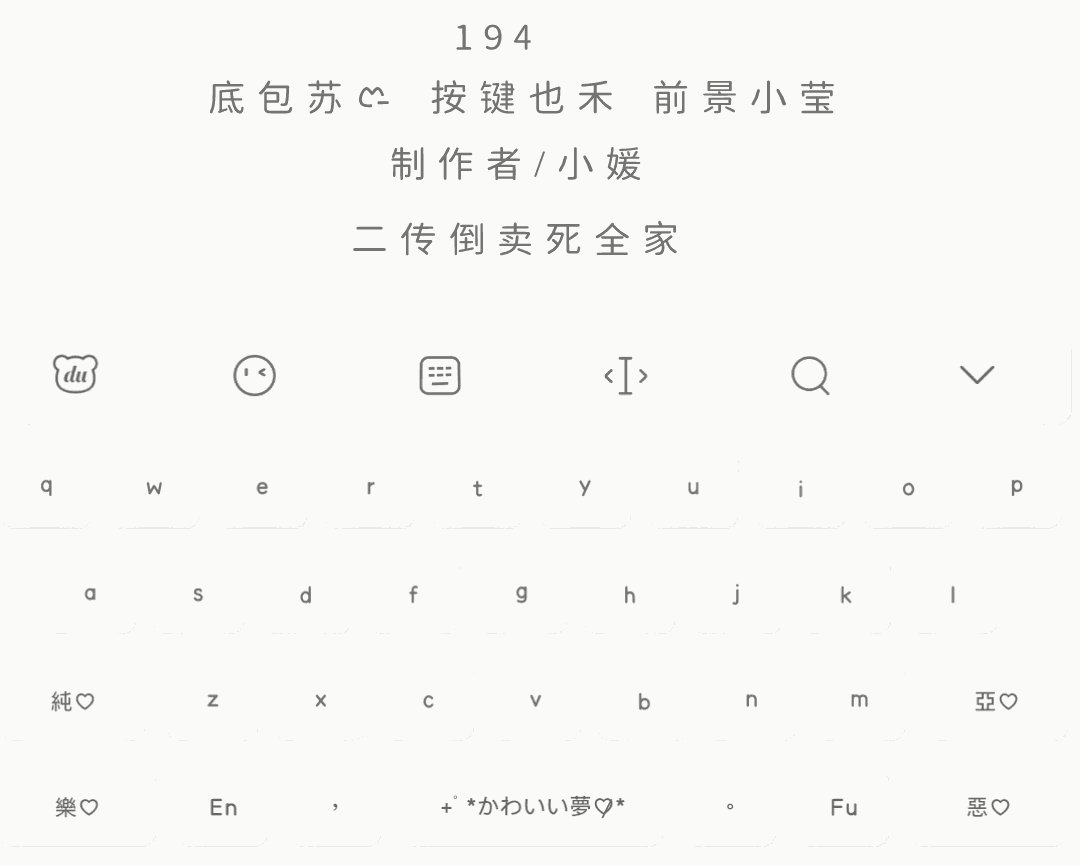 194
底包苏ෆ 按键也禾 前景小莹
制作者/小媛
二传倒卖死全家
du
q w e r t y u i o p
a s d f g h j k l
純♡ z x c v b n m 亞♡
樂♡ En , +゚*かわいい夢♡* 。 Fu 惡♡